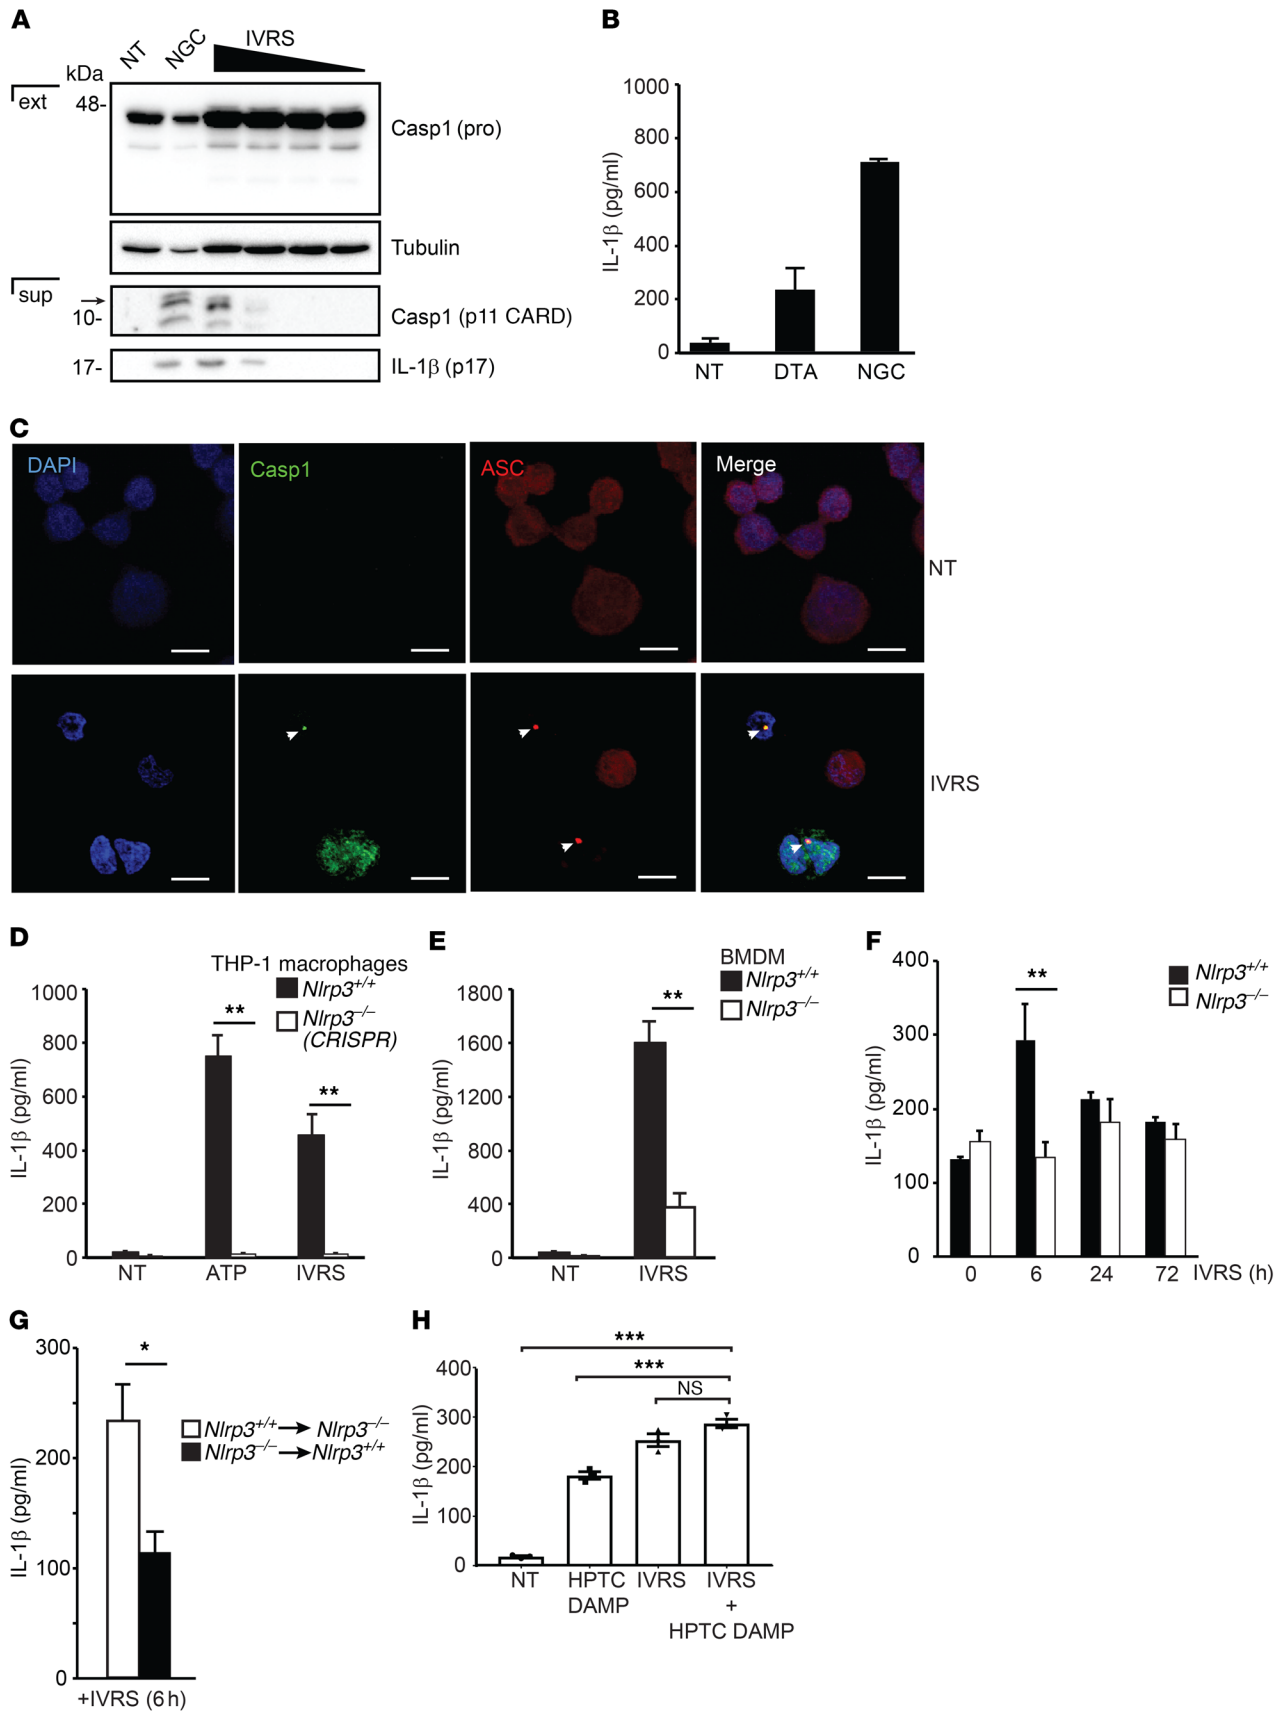 A
NT
NGC
IVRS
kDa
ext
48-
Casp1 (pro)
Tubulin
sup
10-
Casp1 (p11 CARD)
17-
IL-1β (p17)
B
IL-1β (pg/ml)
1000
800
600
400
200
0
NT DTA NGC
C
DAPI Casp1 ASC Merge
NT
IVRS
D
THP-1 macrophages
Nlrp3+/+
Nlrp3–/–
(CRISPR)
IL-1β (pg/ml)
1000
800
600
400
200
0
**
**
NT ATP IVRS
E
BMDM
Nlrp3+/+
Nlrp3–/–
IL-1β (pg/ml)
1800
1600
1200
800
400
0
**
NT IVRS
F
Nlrp3+/+
Nlrp3–/–
IL-1β (pg/ml)
400
300
200
100
0
**
0 6 24 72 IVRS (h)
G
IL-1β (pg/ml)
300
200
100
0
*
Nlrp3+/+ → Nlrp3–/–
Nlrp3–/– → Nlrp3+/+
+IVRS (6 h)
H
IL-1β (pg/ml)
400
300
200
100
0
***
***
NS
NT HPTC IVRS IVRS
DAMP +
HPTC DAMP